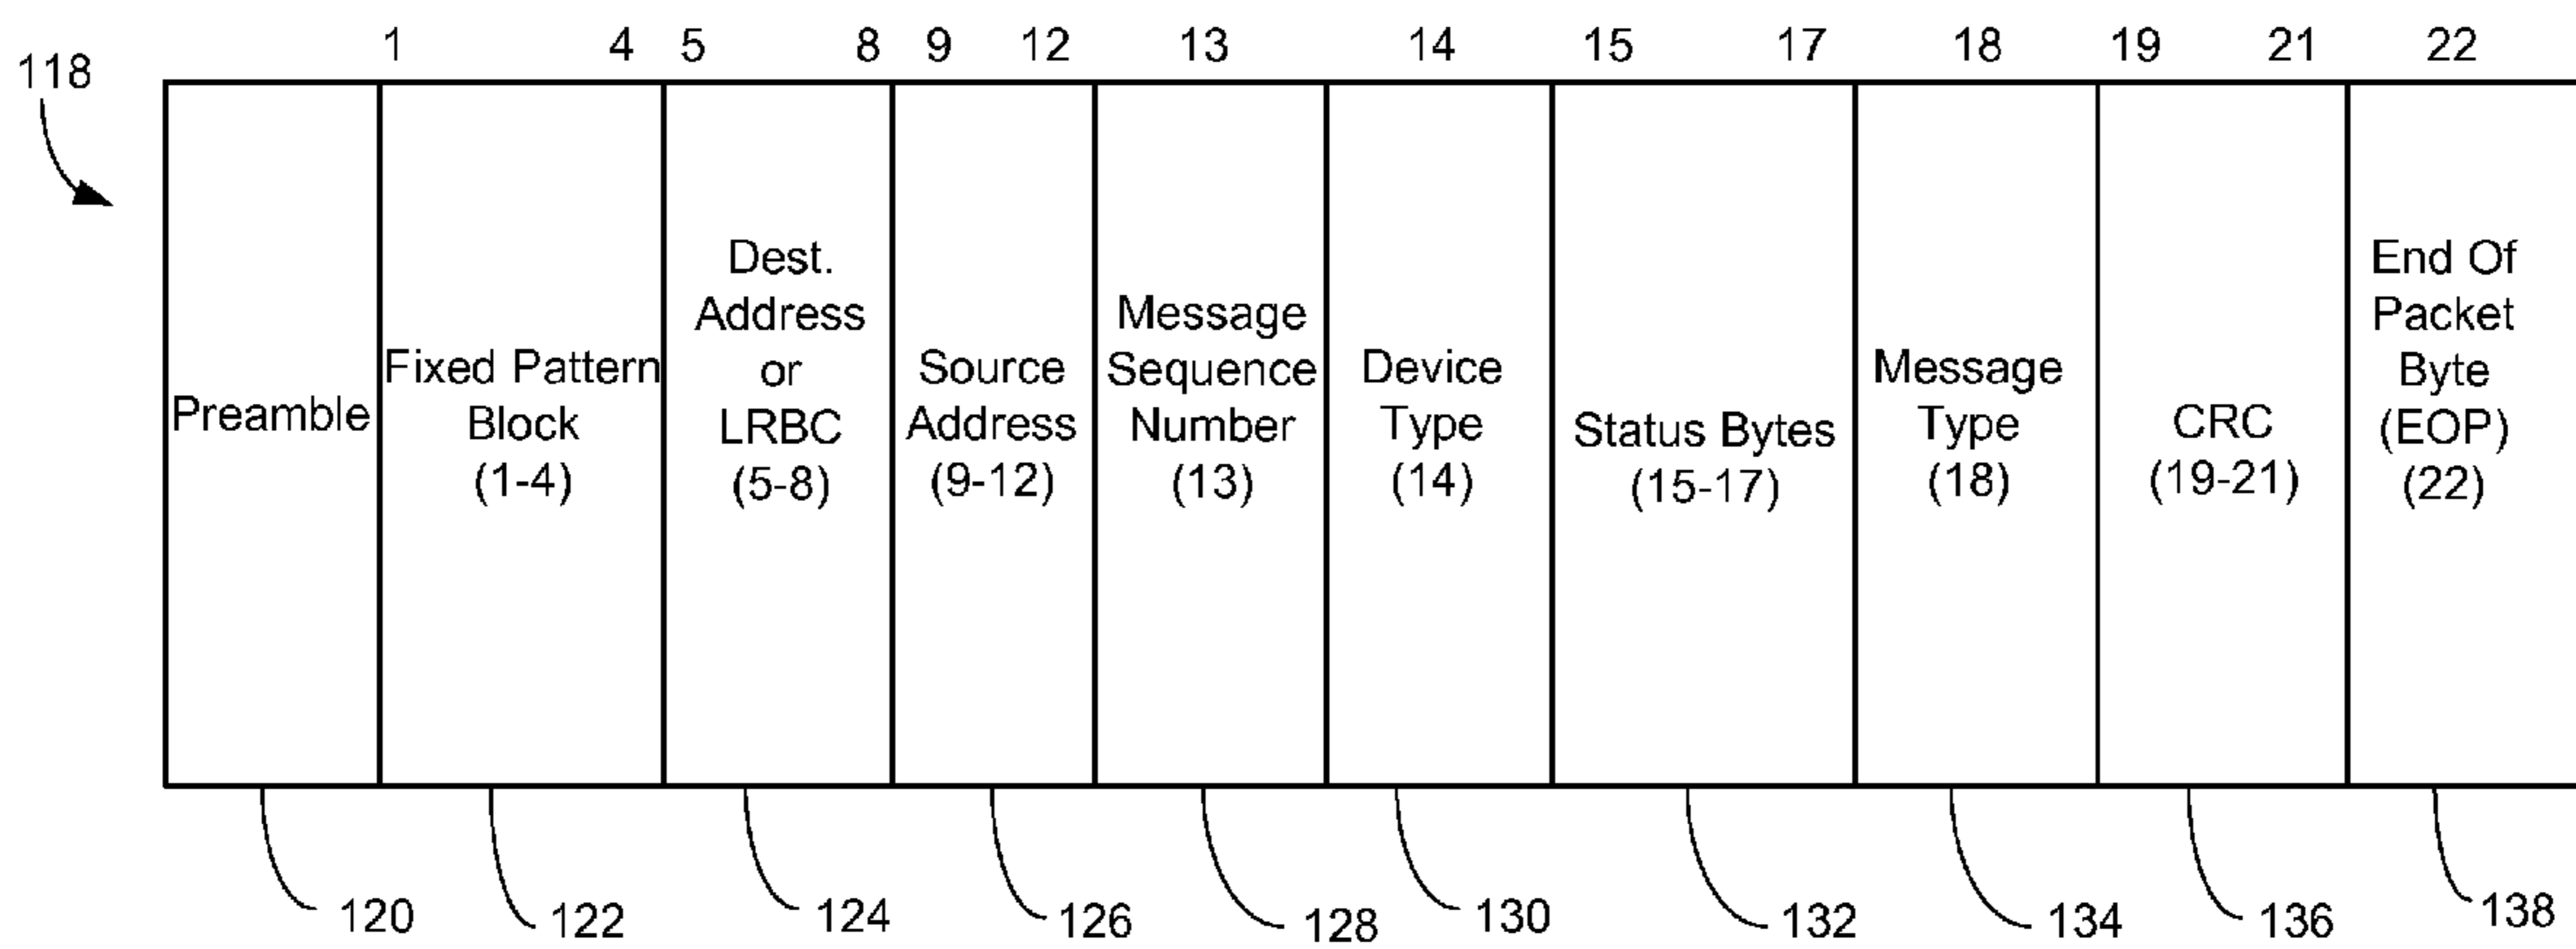 118
1 4 5 8 9 12 13 14 15 17 18 19 21 22
Preamble
Fixed Pattern
Block
(1-4)
Dest.
Address
or
LRBC
(5-8)
Source
Address
(9-12)
Message
Sequence
Number
(13)
Device
Type
(14)
Status Bytes
(15-17)
Message
Type
(18)
CRC
(19-21)
End Of
Packet
Byte
(EOP)
(22)
120 122 124 126 128 130 132 134 136 138